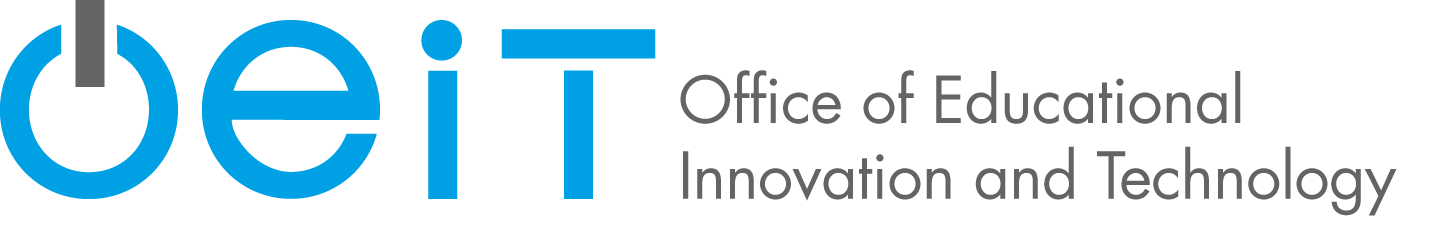 oeiT
Office of Educational
Innovation and Technology